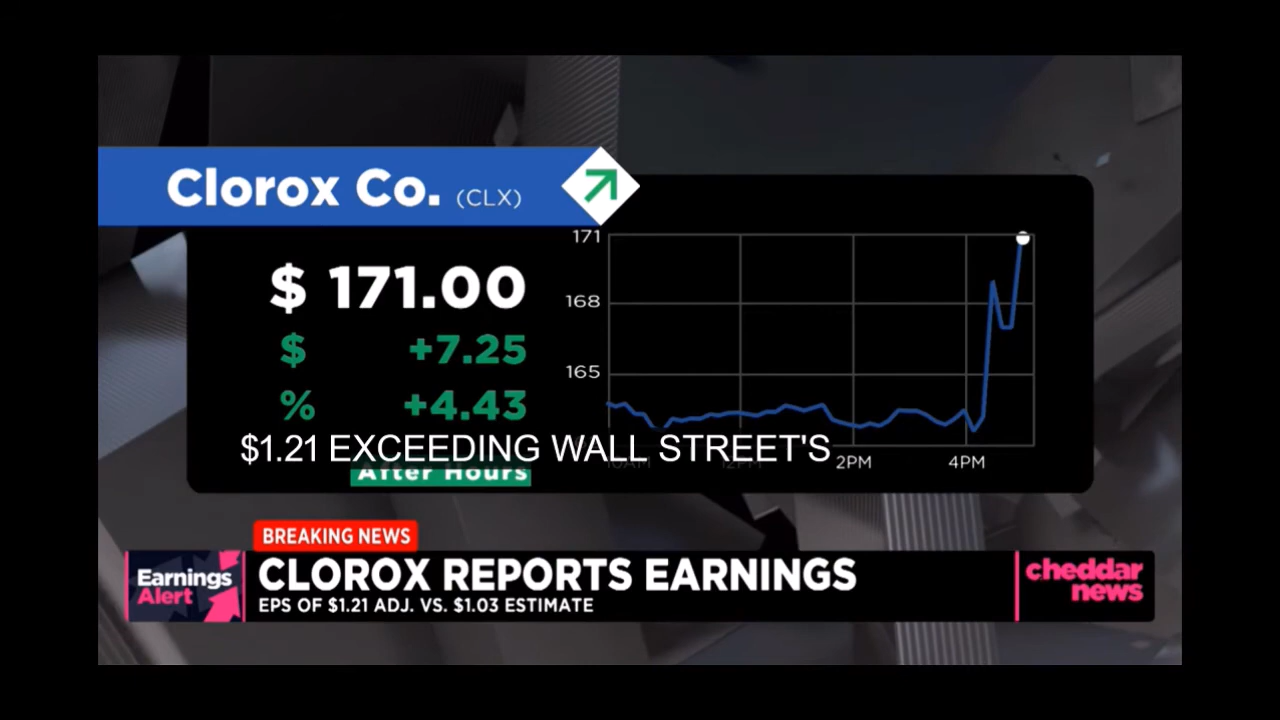 Clorox Co. (CLX)
$ 171.00
$ +7.25
% +4.43
After Hours
171
168
165
10AM 12PM 2PM 4PM
$1.21 EXCEEDING WALL STREET'S
BREAKING NEWS
Earnings
Alert
CLOROX REPORTS EARNINGS
EPS OF $1.21 ADJ. VS. $1.03 ESTIMATE
cheddar
news